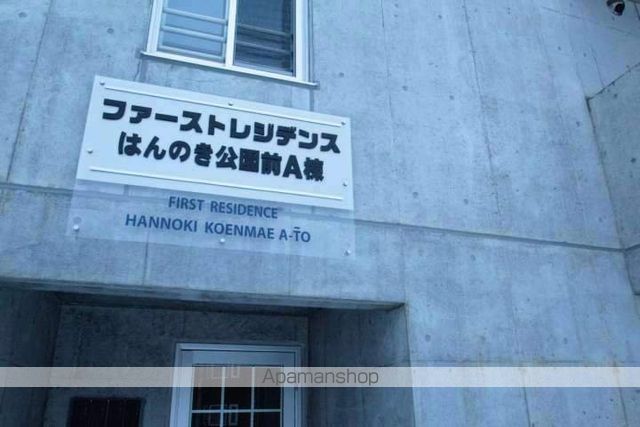 ファーストレジデンス
はんのき公園前A棟
FIRST RESIDENCE
HANNOKI KOENMAE A-TŌ
Apamanshop